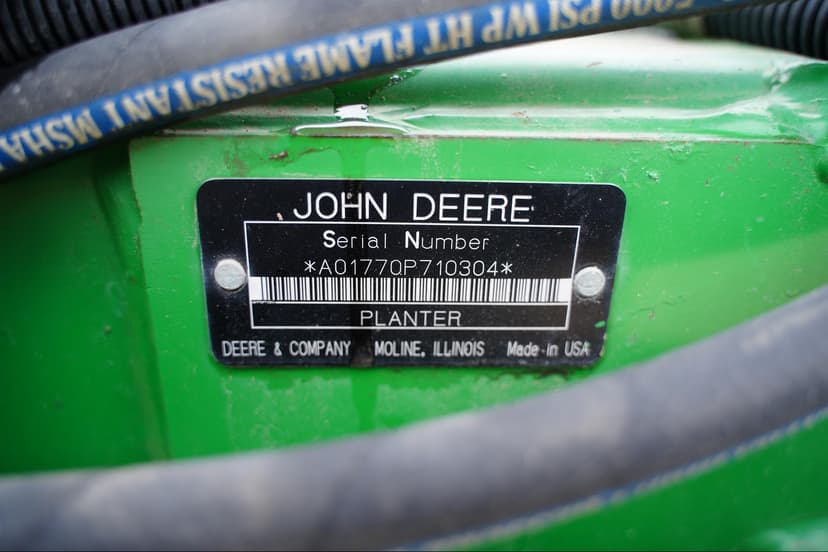 5000 PSI WP HT FLAME RESISTANT MSHA
JOHN DEERE
Serial Number
*A01770P710304*
PLANTER
DEERE & COMPANY MOLINE, ILLINOIS Made in USA